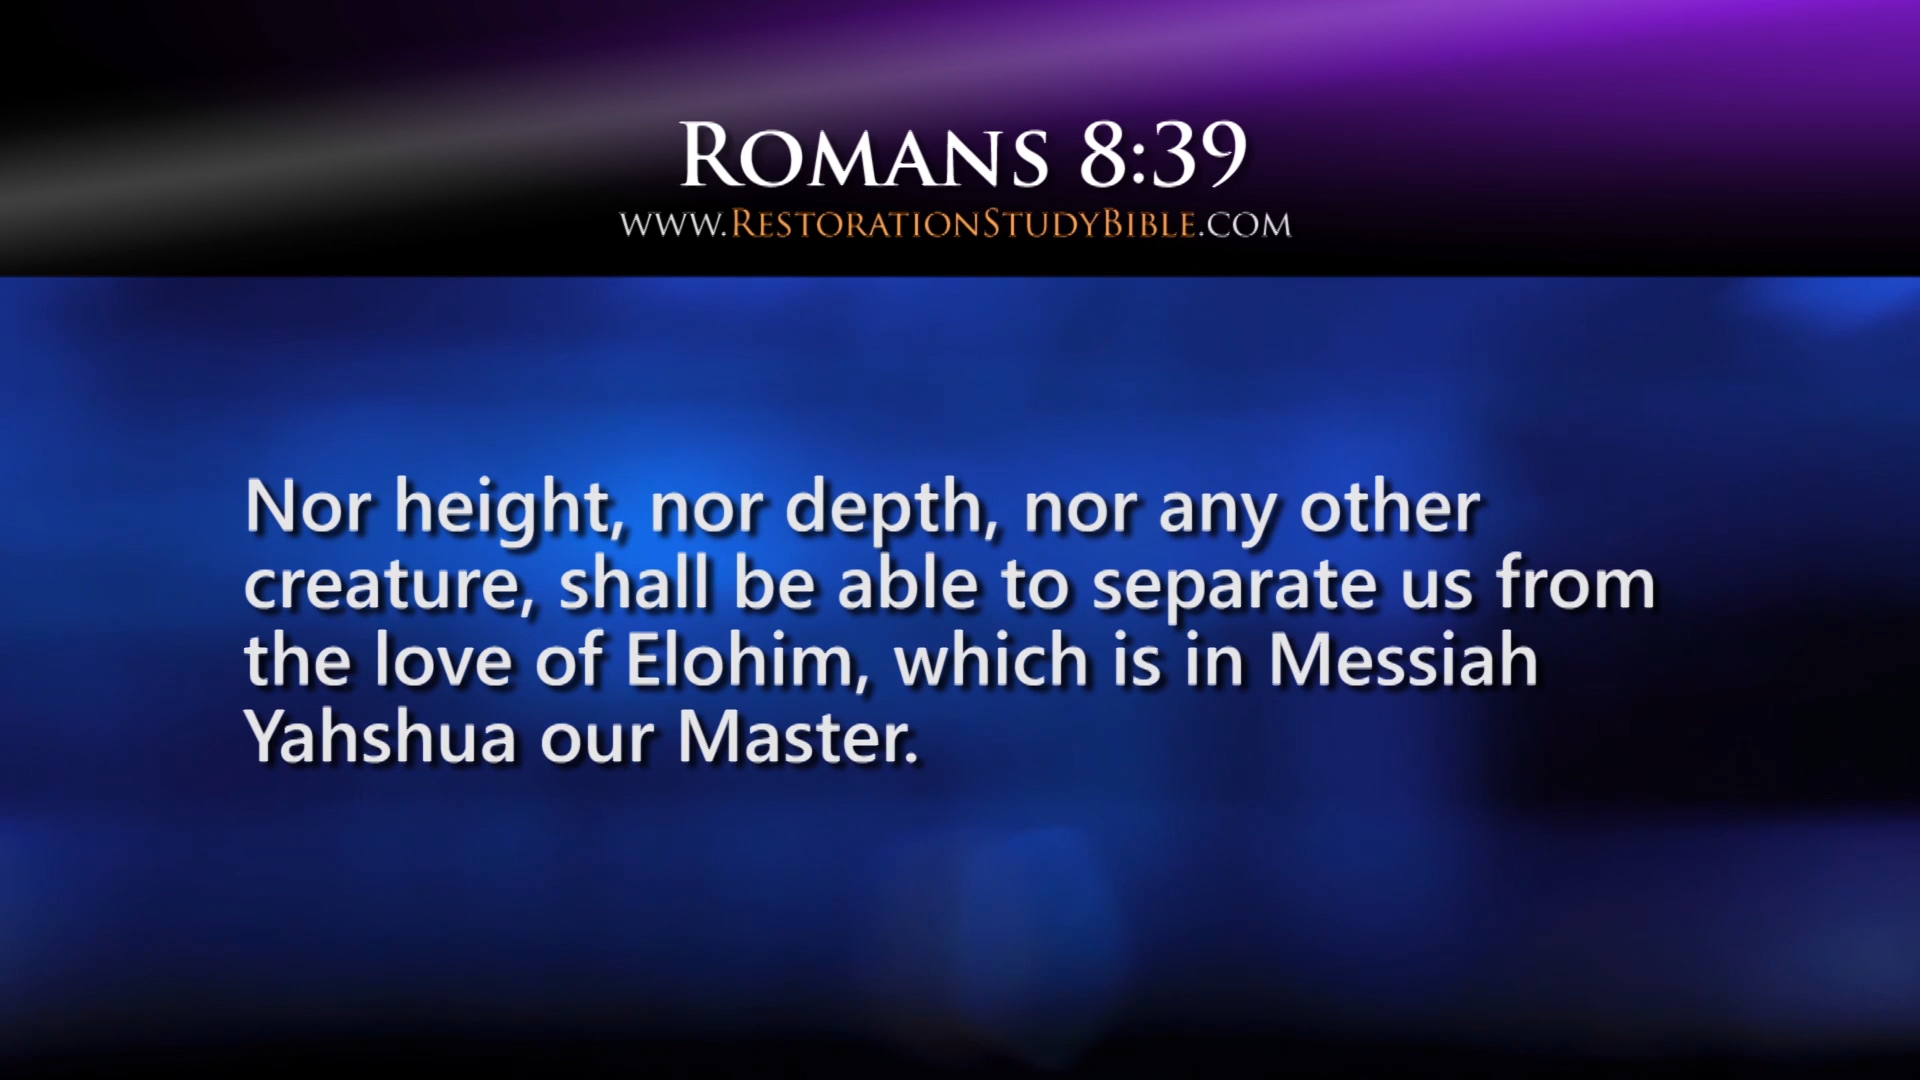 Romans 8:39
www.RestorationStudyBible.com
Nor height, nor depth, nor any other
creature, shall be able to separate us from
the love of Elohim, which is in Messiah
Yahshua our Master.